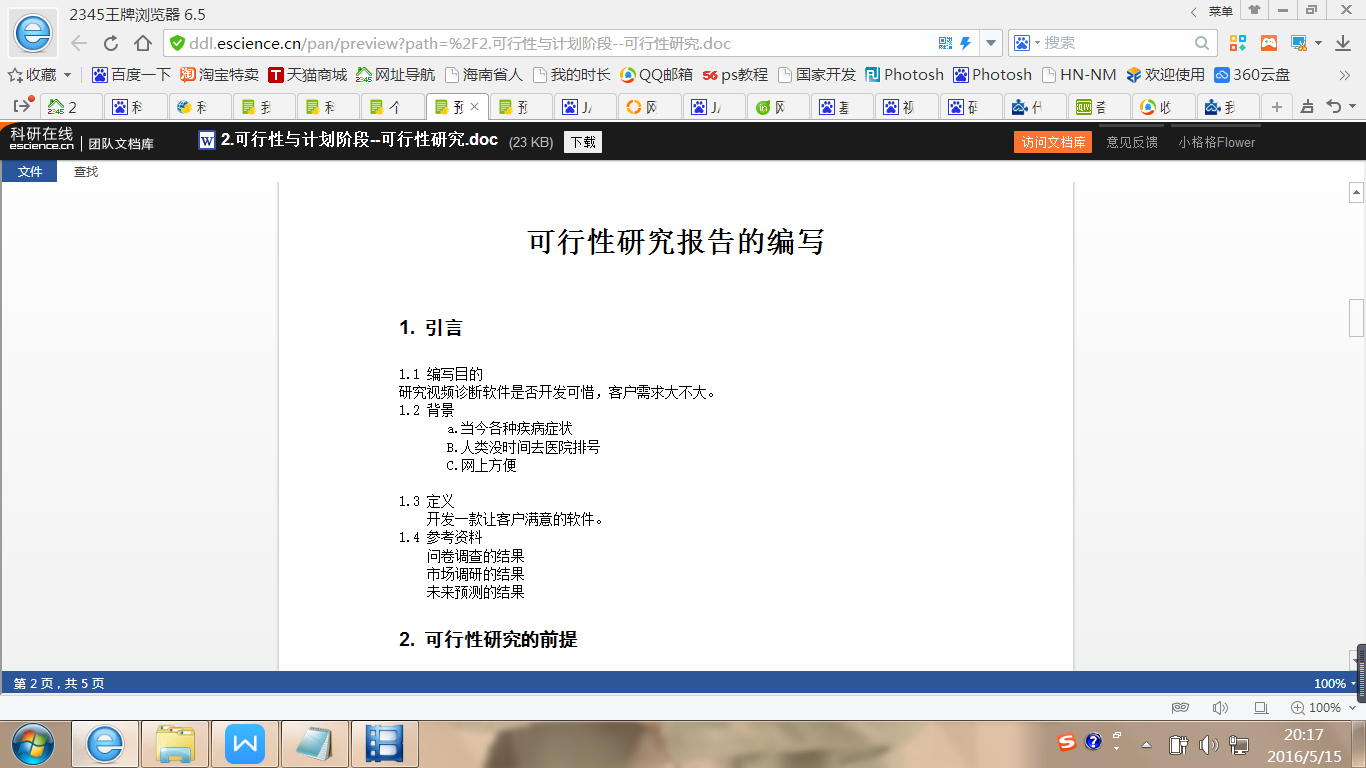 2345王牌浏览器 6.5
菜单
ddl.escience.cn/pan/preview?path=%2F2.可行性与计划阶段--可行性研究.doc
搜索
收藏 百度一下 淘宝特卖 天猫商城 网址导航 海南省人 我的时长 QQ邮箱 ps教程 国家开发 Photosh Photosh HN-NM 欢迎使用 360云盘
科研在线
escience.cn
团队文档库
2.可行性与计划阶段--可行性研究.doc (23 KB) 下载
访问文档库 意见反馈 小格格Flower
文件 查找
可行性研究报告的编写
1. 引言
1.1 编写目的
研究视频诊断软件是否开发可惜，客户需求大不大。
1.2 背景
a.当今各种疾病症状
B.人类没时间去医院排号
C.网上方便
1.3 定义
开发一款让客户满意的软件。
1.4 参考资料
问卷调查的结果
市场调研的结果
未来预测的结果
2. 可行性研究的前提
第 2 页 , 共 5 页
100%
100%
20:17
2016/5/15